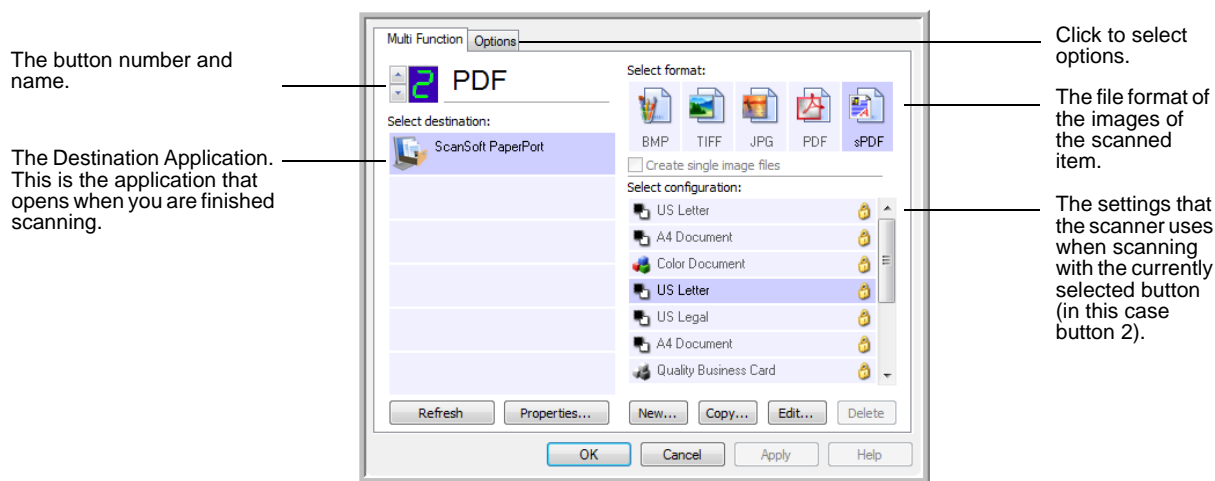 The button number and
name.
The Destination Application.
This is the application that
opens when you are finished
scanning.
Multi Function
Options
2
PDF
Select destination:
ScanSoft PaperPort
Refresh
Properties...
Select format:
BMP
TIFF
JPG
PDF
sPDF
Create single image files
Select configuration:
US Letter
A4 Document
Color Document
US Letter
US Legal
A4 Document
Quality Business Card
New...
Copy...
Edit...
Delete
OK
Cancel
Apply
Help
Click to select
options.
The file format of
the images of
the scanned
item.
The settings that
the scanner uses
when scanning
with the currently
selected button
(in this case
button 2).